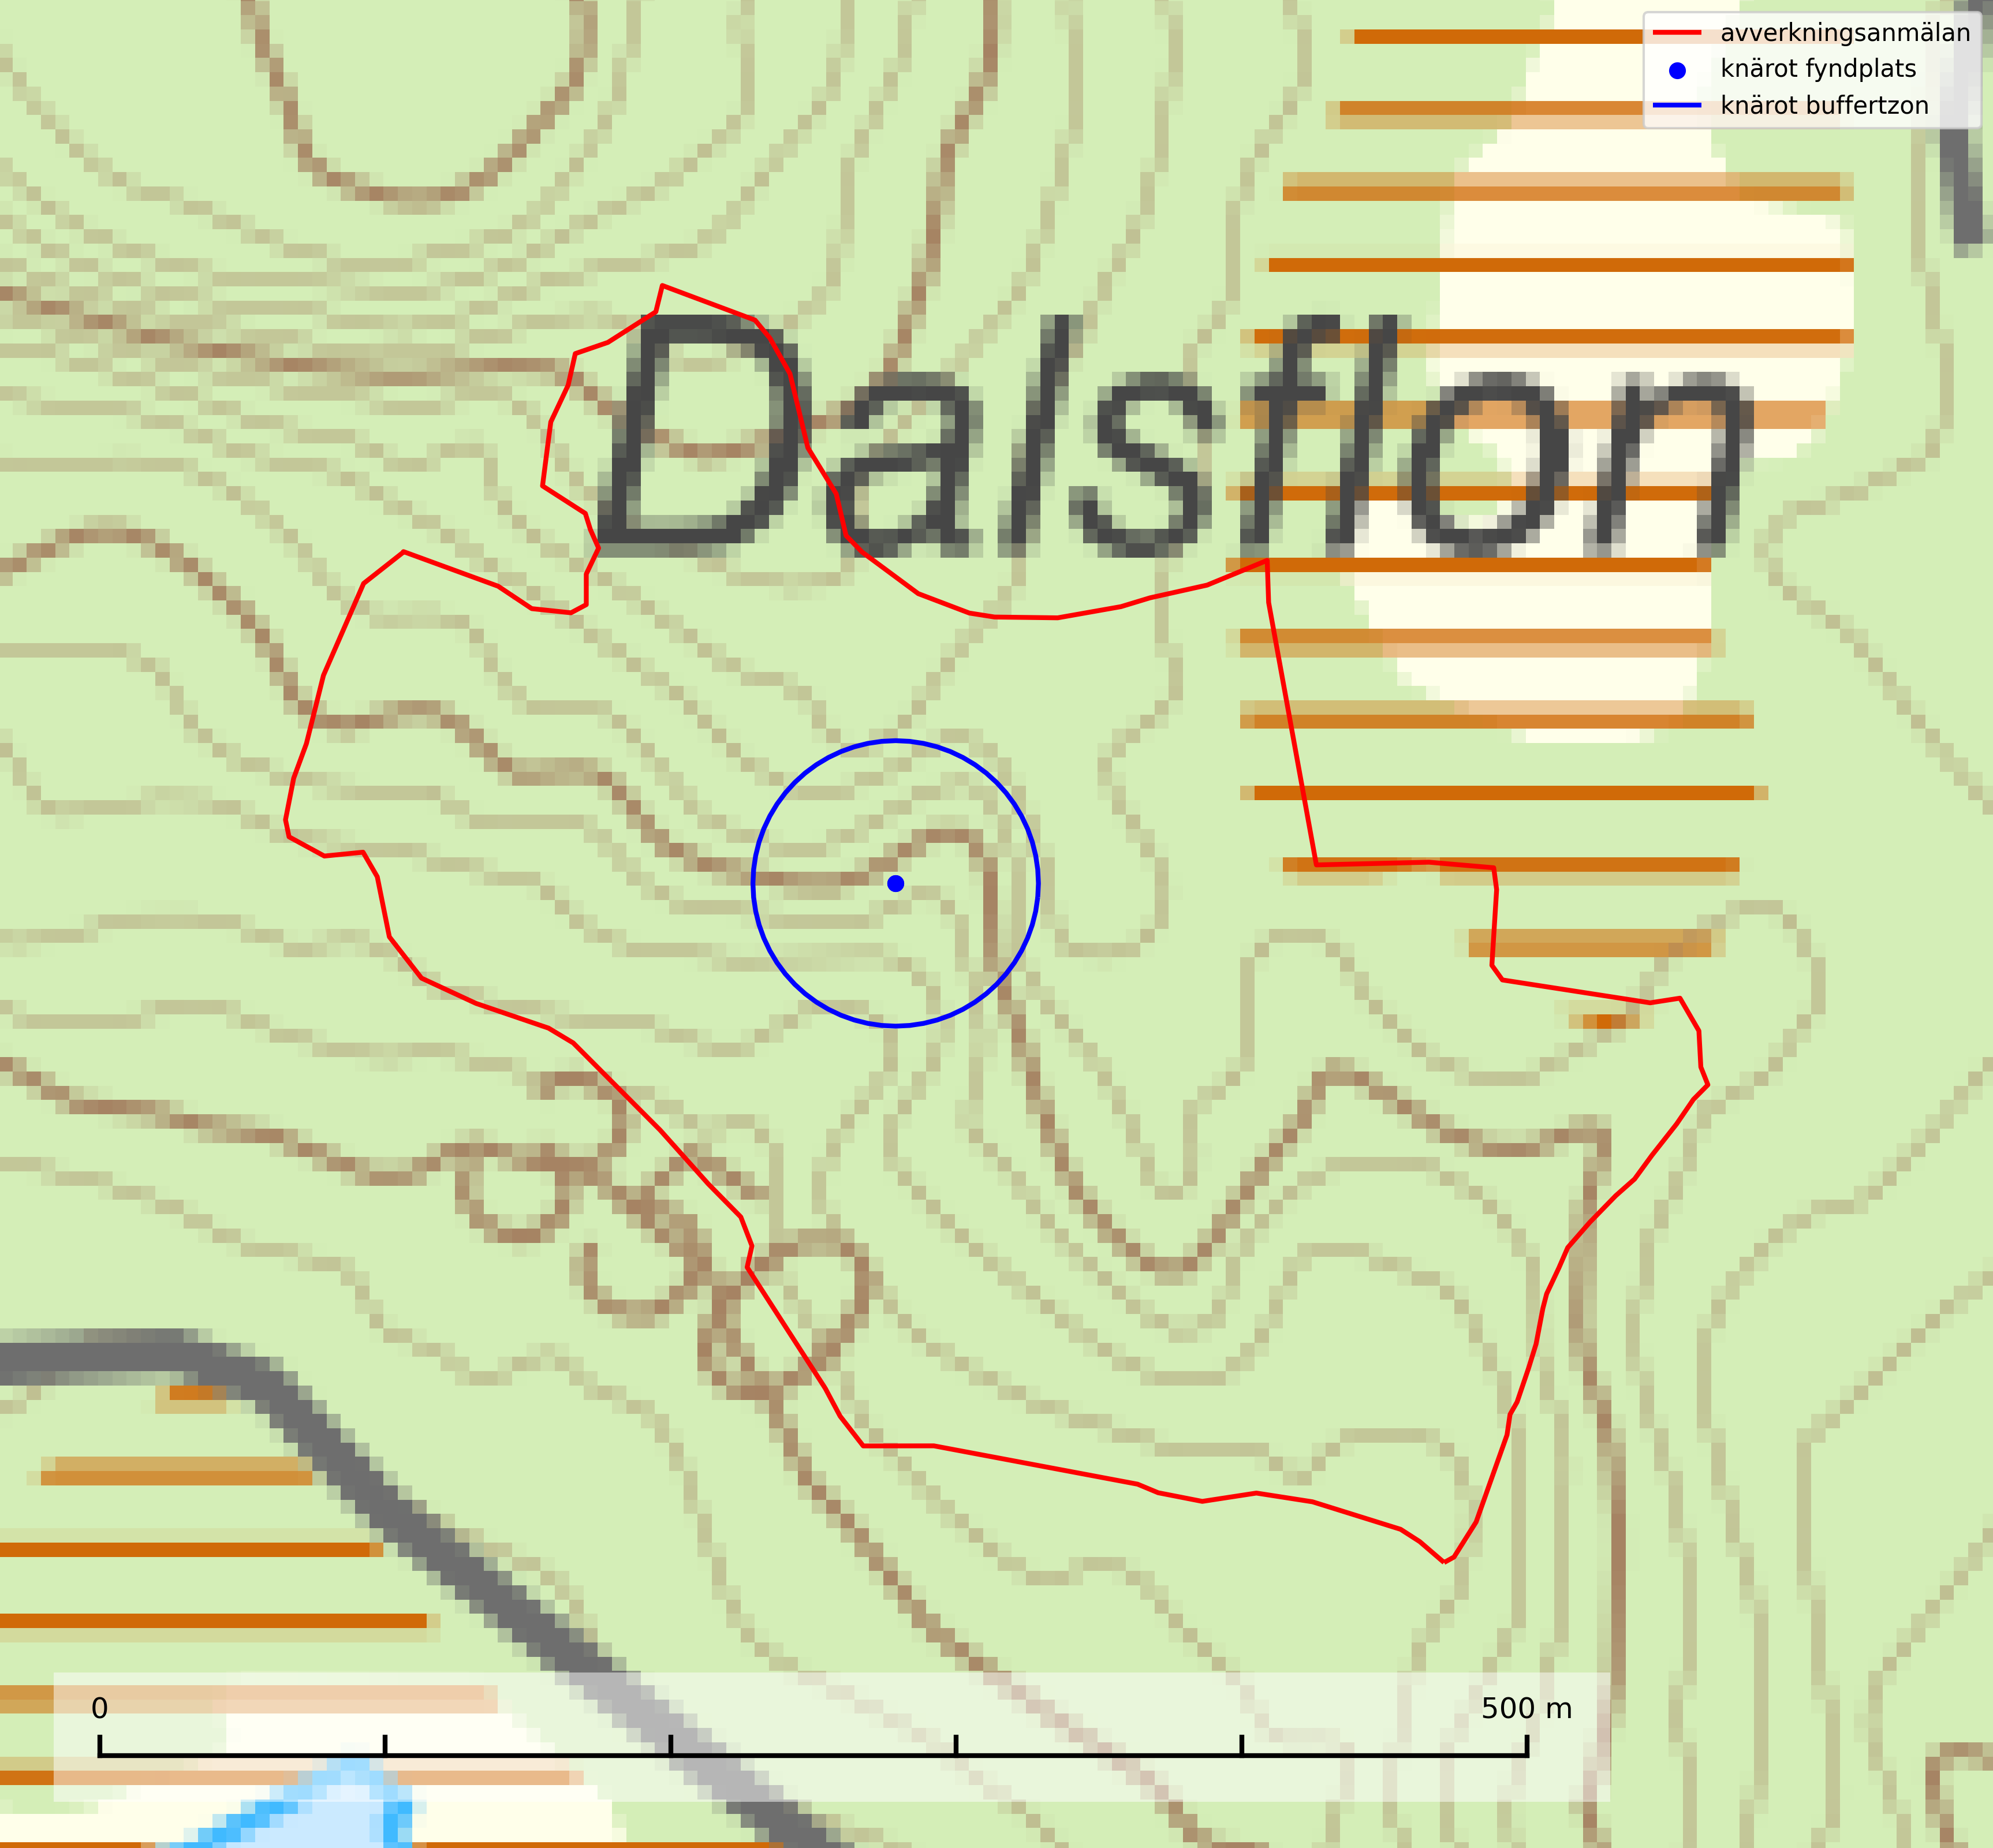 avverkningsanmälan
knärot fyndplats
knärot buffertzon
Dalsflon
0 500 m